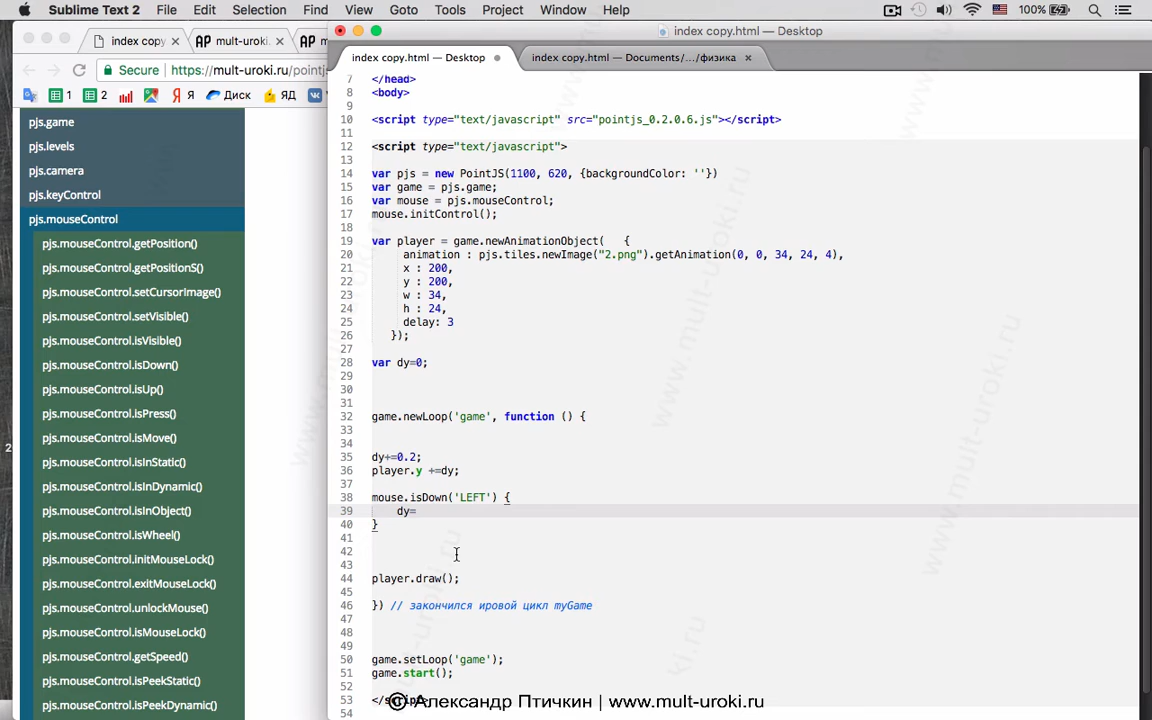 Sublime Text 2 File Edit Selection Find View Goto Tools Project Window Help 100%
index copy
mult-uroki.
index copy.html — Desktop
index copy.html — Desktop
index copy.html — Documents/.../физика
Secure https://mult-uroki.ru/pointj
1 2 Я Диск ЯД
pjs.game
pjs.levels
pjs.camera
pjs.keyControl
pjs.mouseControl
pjs.mouseControl.getPosition()
pjs.mouseControl.getPositionS()
pjs.mouseControl.setCursorImage()
pjs.mouseControl.setVisible()
pjs.mouseControl.isVisible()
pjs.mouseControl.isDown()
pjs.mouseControl.isUp()
pjs.mouseControl.isPress()
pjs.mouseControl.isMove()
pjs.mouseControl.isInStatic()
pjs.mouseControl.isInDynamic()
pjs.mouseControl.isInObject()
pjs.mouseControl.isWheel()
pjs.mouseControl.initMouseLock()
pjs.mouseControl.exitMouseLock()
pjs.mouseControl.unlockMouse()
pjs.mouseControl.isMouseLock()
pjs.mouseControl.getSpeed()
pjs.mouseControl.isPeekStatic()
pjs.mouseControl.isPeekDynamic()
2
7 </head>
8 <body>
9
10 <script type="text/javascript" src="pointjs_0.2.0.6.js"></script>
11
12 <script type="text/javascript">
13
14 var pjs = new PointJS(1100, 620, {backgroundColor: ''})
15 var game = pjs.game;
16 var mouse = pjs.mouseControl;
17 mouse.initControl();
18
19 var player = game.newAnimationObject( {
20 animation : pjs.tiles.newImage("2.png").getAnimation(0, 0, 34, 24, 4),
21 x : 200,
22 y : 200,
23 w : 34,
24 h : 24,
25 delay: 3
26 });
27
28 var dy=0;
29
30
31
32 game.newLoop('game', function () {
33
34
35 dy+=0.2;
36 player.y +=dy;
37
38 mouse.isDown('LEFT') {
39 dy=
40 }
41
42
43
44 player.draw();
45
46 }) // закончился ировой цикл myGame
47
48
49
50 game.setLoop('game');
51 game.start();
52
53
54
© Александр Птичкин | www.mult-uroki.ru